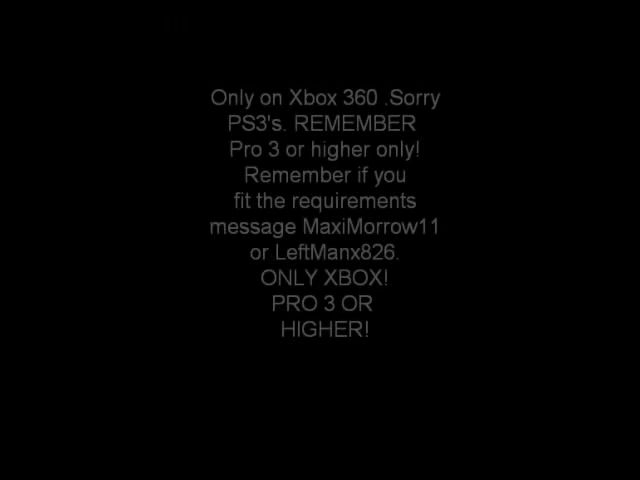 Only on Xbox 360 .Sorry
PS3's. REMEMBER
Pro 3 or higher only!
Remember if you
fit the requirements
message MaxiMorrow11
or LeftManx826.
ONLY XBOX!
PRO 3 OR
HIGHER!